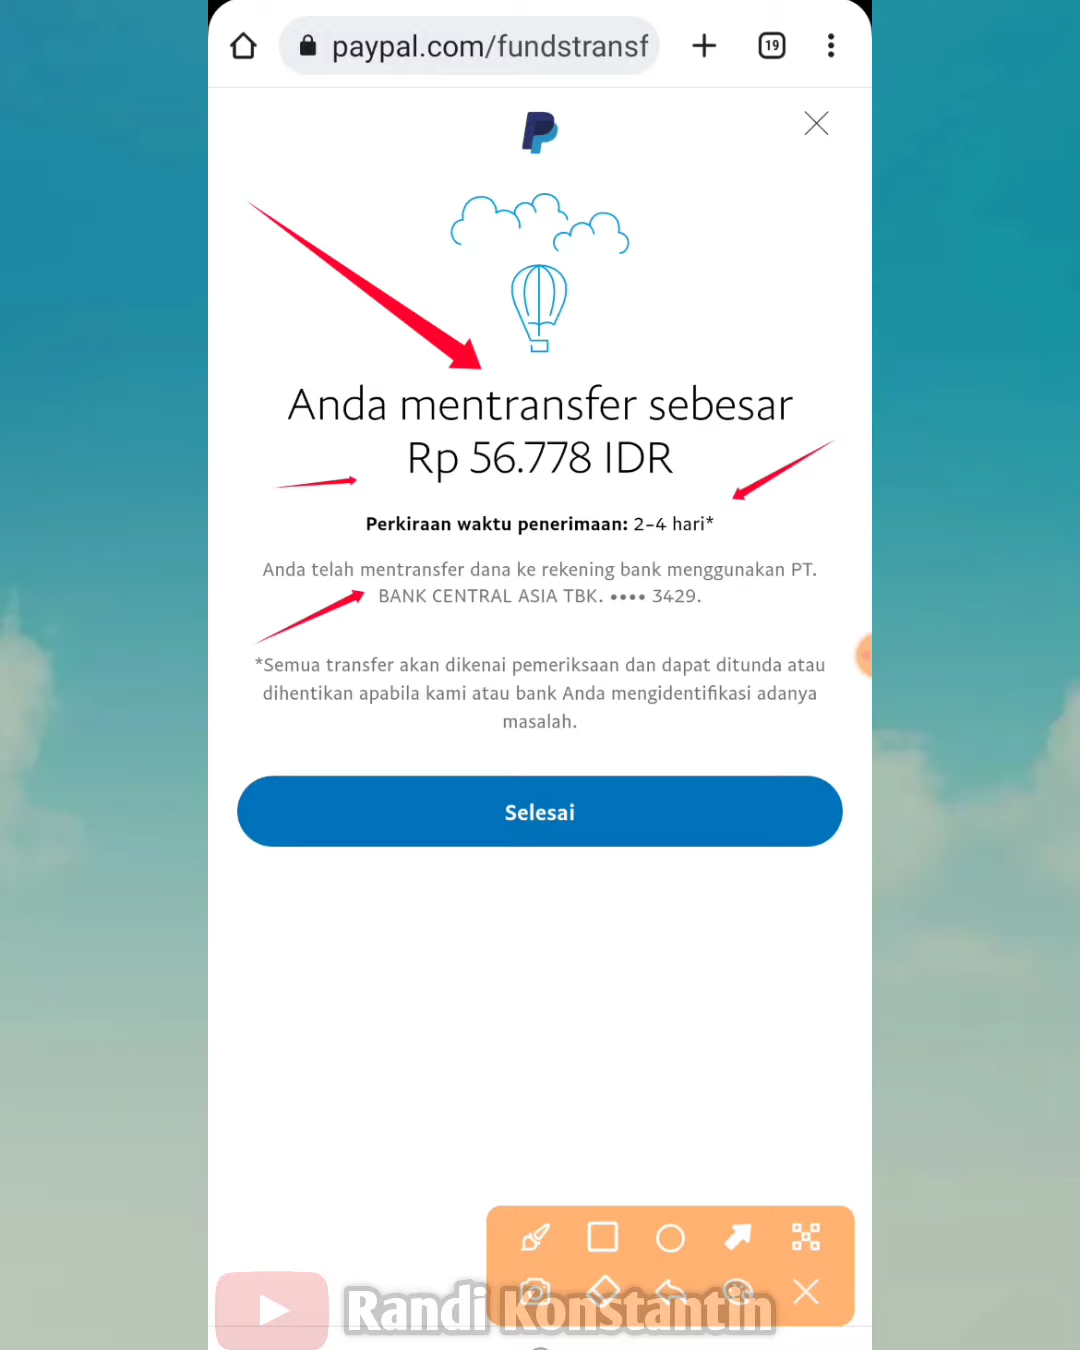 paypal.com/fundstransf
19
Anda mentransfer sebesar
Rp 56.778 IDR
Perkiraan waktu penerimaan: 2–4 hari*
Anda telah mentransfer dana ke rekening bank menggunakan PT.
BANK CENTRAL ASIA TBK. •••• 3429.
*Semua transfer akan dikenai pemeriksaan dan dapat ditunda atau
dihentikan apabila kami atau bank Anda mengidentifikasi adanya
masalah.
Selesai
Randi Konstantin